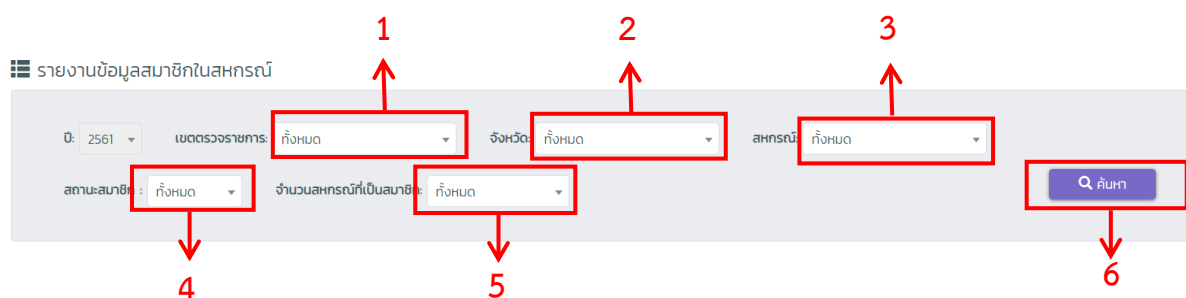 1 2 3
รายงานข้อมูลสมาชิกในสหกรณ์
ปี: 2561 เขตตรวจราชการ: ทั้งหมด จังหวัด: ทั้งหมด สหกรณ์: ทั้งหมด
สถานะสมาชิก : ทั้งหมด จำนวนสหกรณ์ที่เป็นสมาชิก: ทั้งหมด ค้นหา
4 5 6